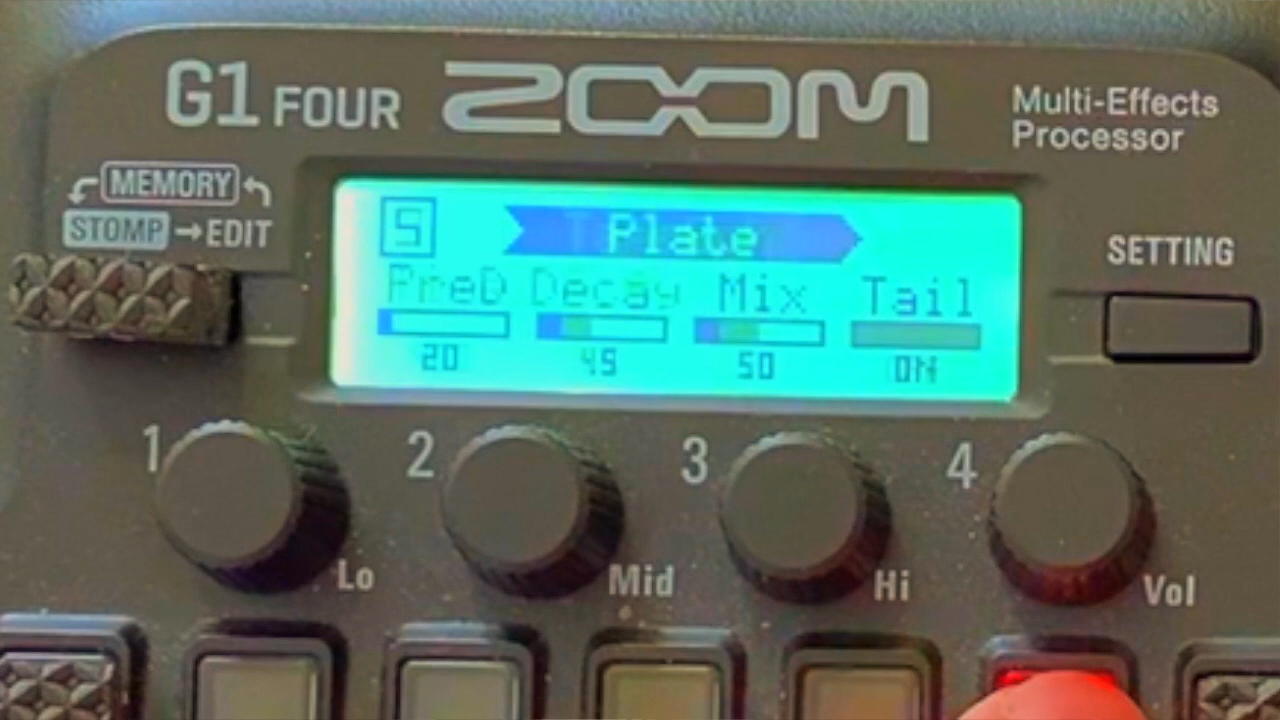 G1 FOUR ZOOM Multi-Effects
Processor
MEMORY
STOMP → EDIT
SETTING
S Plate
PreD Decay Mix Tail
20 45 50 ON
1 2 3 4
Lo Mid Hi Vol